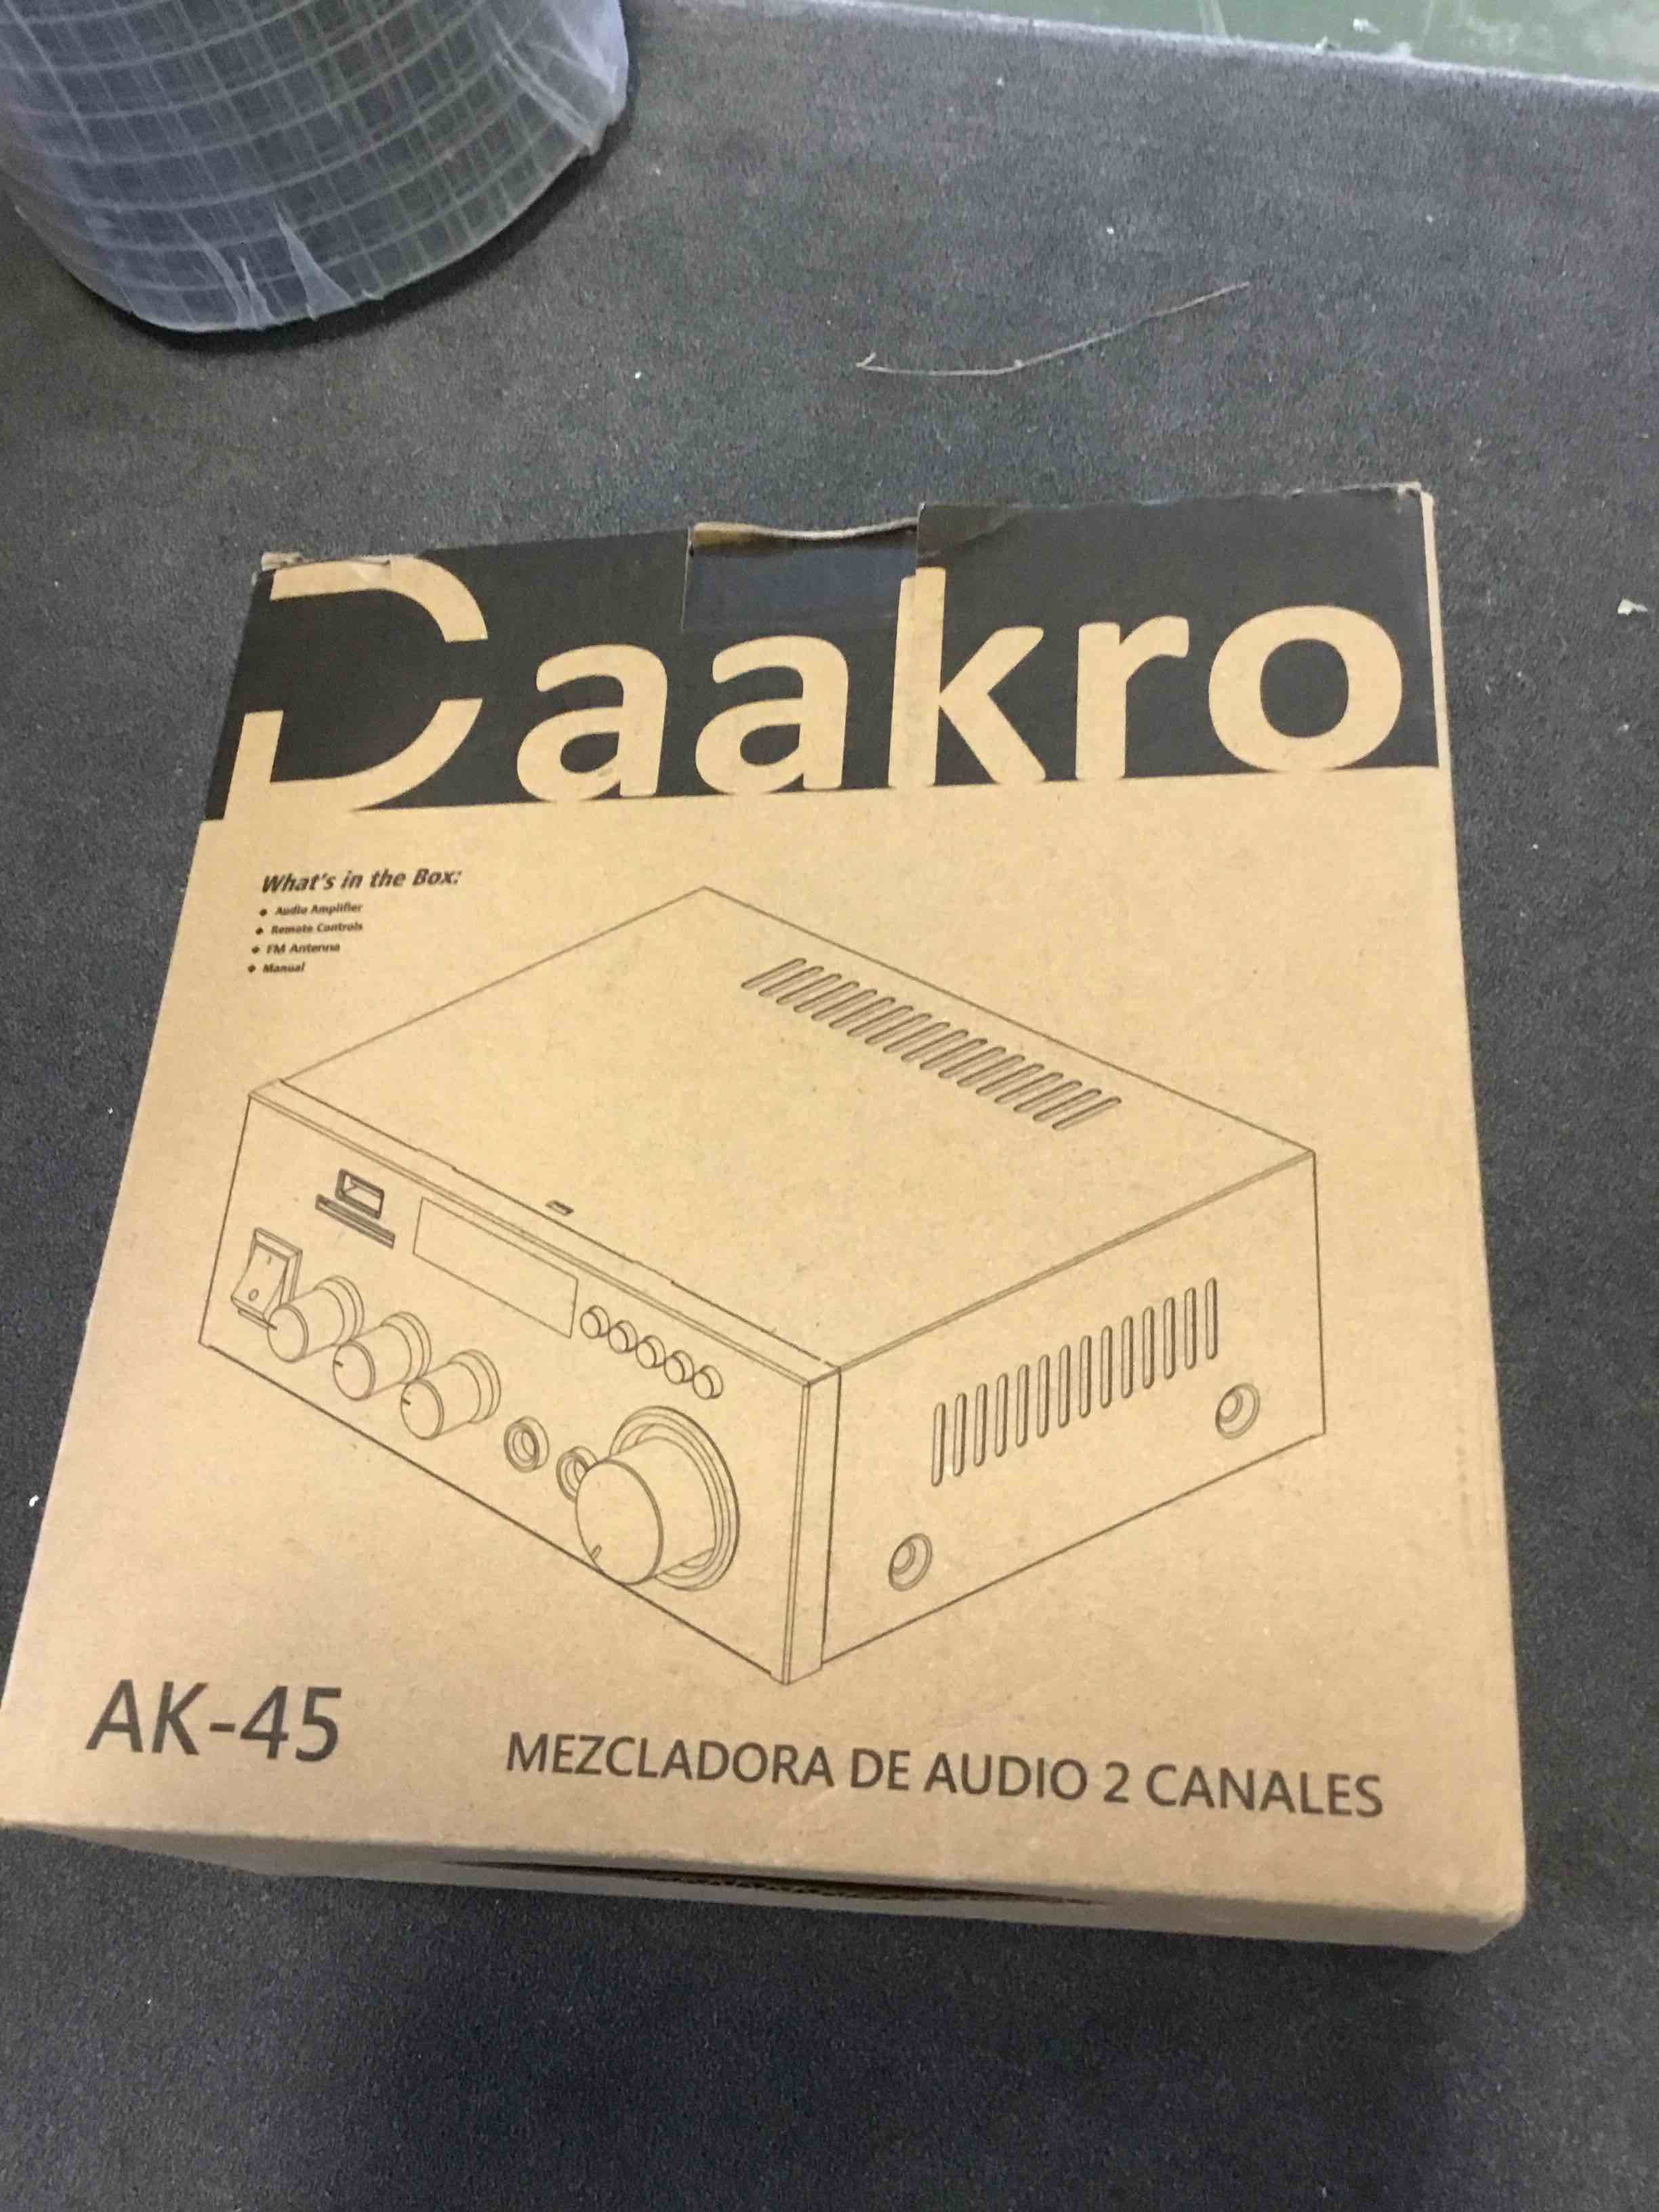 Daakro
What's in the Box:
Audio Amplifier
Remote Controls
FM Antenna
Manual
AK-45
MEZCLADORA DE AUDIO 2 CANALES